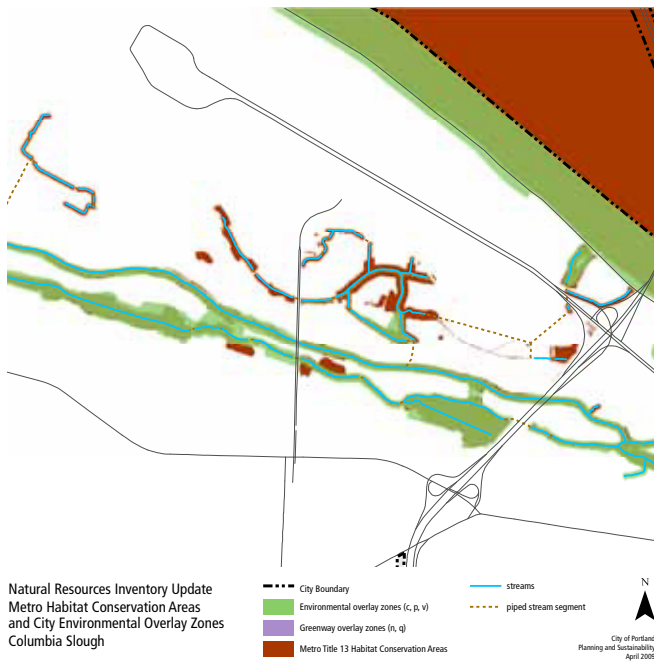 Natural Resources Inventory Update
Metro Habitat Conservation Areas
and City Environmental Overlay Zones
Columbia Slough
City Boundary
Environmental overlay zones (c, p, v)
Greenway overlay zones (n, q)
Metro Title 13 Habitat Conservation Areas
streams
piped stream segment
N
City of Portland
Planning and Sustainability
April 2009